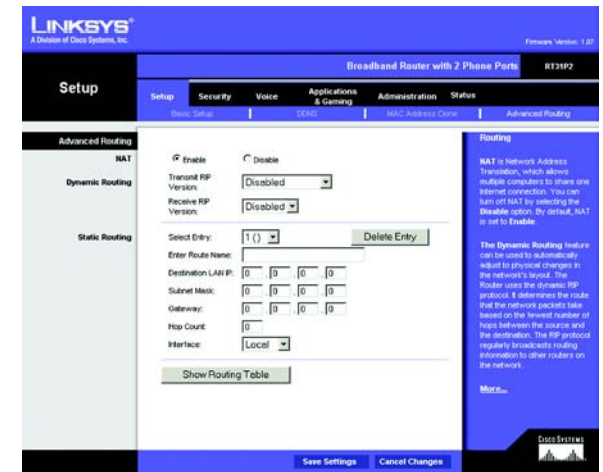 LINKSYS®
A Division of Cisco Systems, Inc.
Firmware Version: 1.07
Broadband Router with 2 Phone Ports
RT31P2
Setup
Setup
Security
Voice
Applications & Gaming
Administration
Status
Basic Setup
DDNS
MAC Address Clone
Advanced Routing
Advanced Routing
NAT
Enable
Disable
Dynamic Routing
Transmit RIP Version:
Disabled
Receive RIP Version:
Disabled
Static Routing
Select Entry:
1 ()
Delete Entry
Enter Route Name:
Destination LAN IP:
0 . 0 . 0 . 0
Subnet Mask:
0 . 0 . 0 . 0
Gateway:
0 . 0 . 0 . 0
Hop Count:
0
Interface:
Local
Show Routing Table
Routing
NAT is Network Address
Translation, which allows
multiple computers to share one
internet connection. You can
turn off NAT by selecting the
Disable option. By default, NAT
is set to Enable.
The Dynamic Routing feature
can be used to automatically
adjust to physical changes in
the network's layout. The
Router uses the dynamic RIP
protocol. It determines the route
that the network packets take
based on the fewest number of
hops between the source and
the destination. The RIP protocol
regularly broadcasts routing
information to other routers on
the network.
More...
Save Settings
Cancel Changes
CISCO SYSTEMS